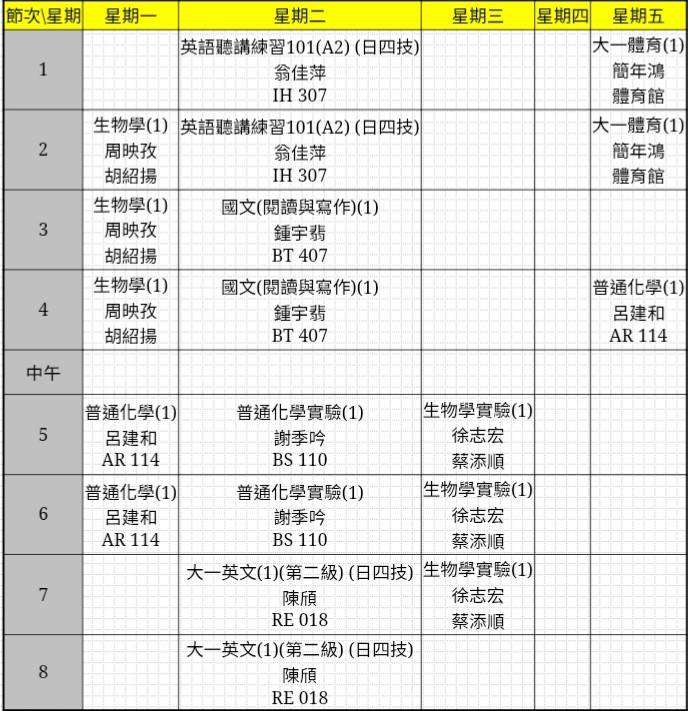 節次\星期 星期一 星期二 星期三 星期四 星期五
1
英語聽講練習101(A2) (日四技)
翁佳萍
IH 307
大一體育(1)
簡年鴻
體育館
2
生物學(1)
周映孜
胡紹揚
英語聽講練習101(A2) (日四技)
翁佳萍
IH 307
大一體育(1)
簡年鴻
體育館
3
生物學(1)
周映孜
胡紹揚
國文(閱讀與寫作)(1)
鍾宇翡
BT 407
4
生物學(1)
周映孜
胡紹揚
國文(閱讀與寫作)(1)
鍾宇翡
BT 407
普通化學(1)
呂建和
AR 114
中午
5
普通化學(1)
呂建和
AR 114
普通化學實驗(1)
謝季吟
BS 110
生物學實驗(1)
徐志宏
蔡添順
6
普通化學(1)
呂建和
AR 114
普通化學實驗(1)
謝季吟
BS 110
生物學實驗(1)
徐志宏
蔡添順
7
大一英文(1)(第二級) (日四技)
陳頎
RE 018
生物學實驗(1)
徐志宏
蔡添順
8
大一英文(1)(第二級) (日四技)
陳頎
RE 018